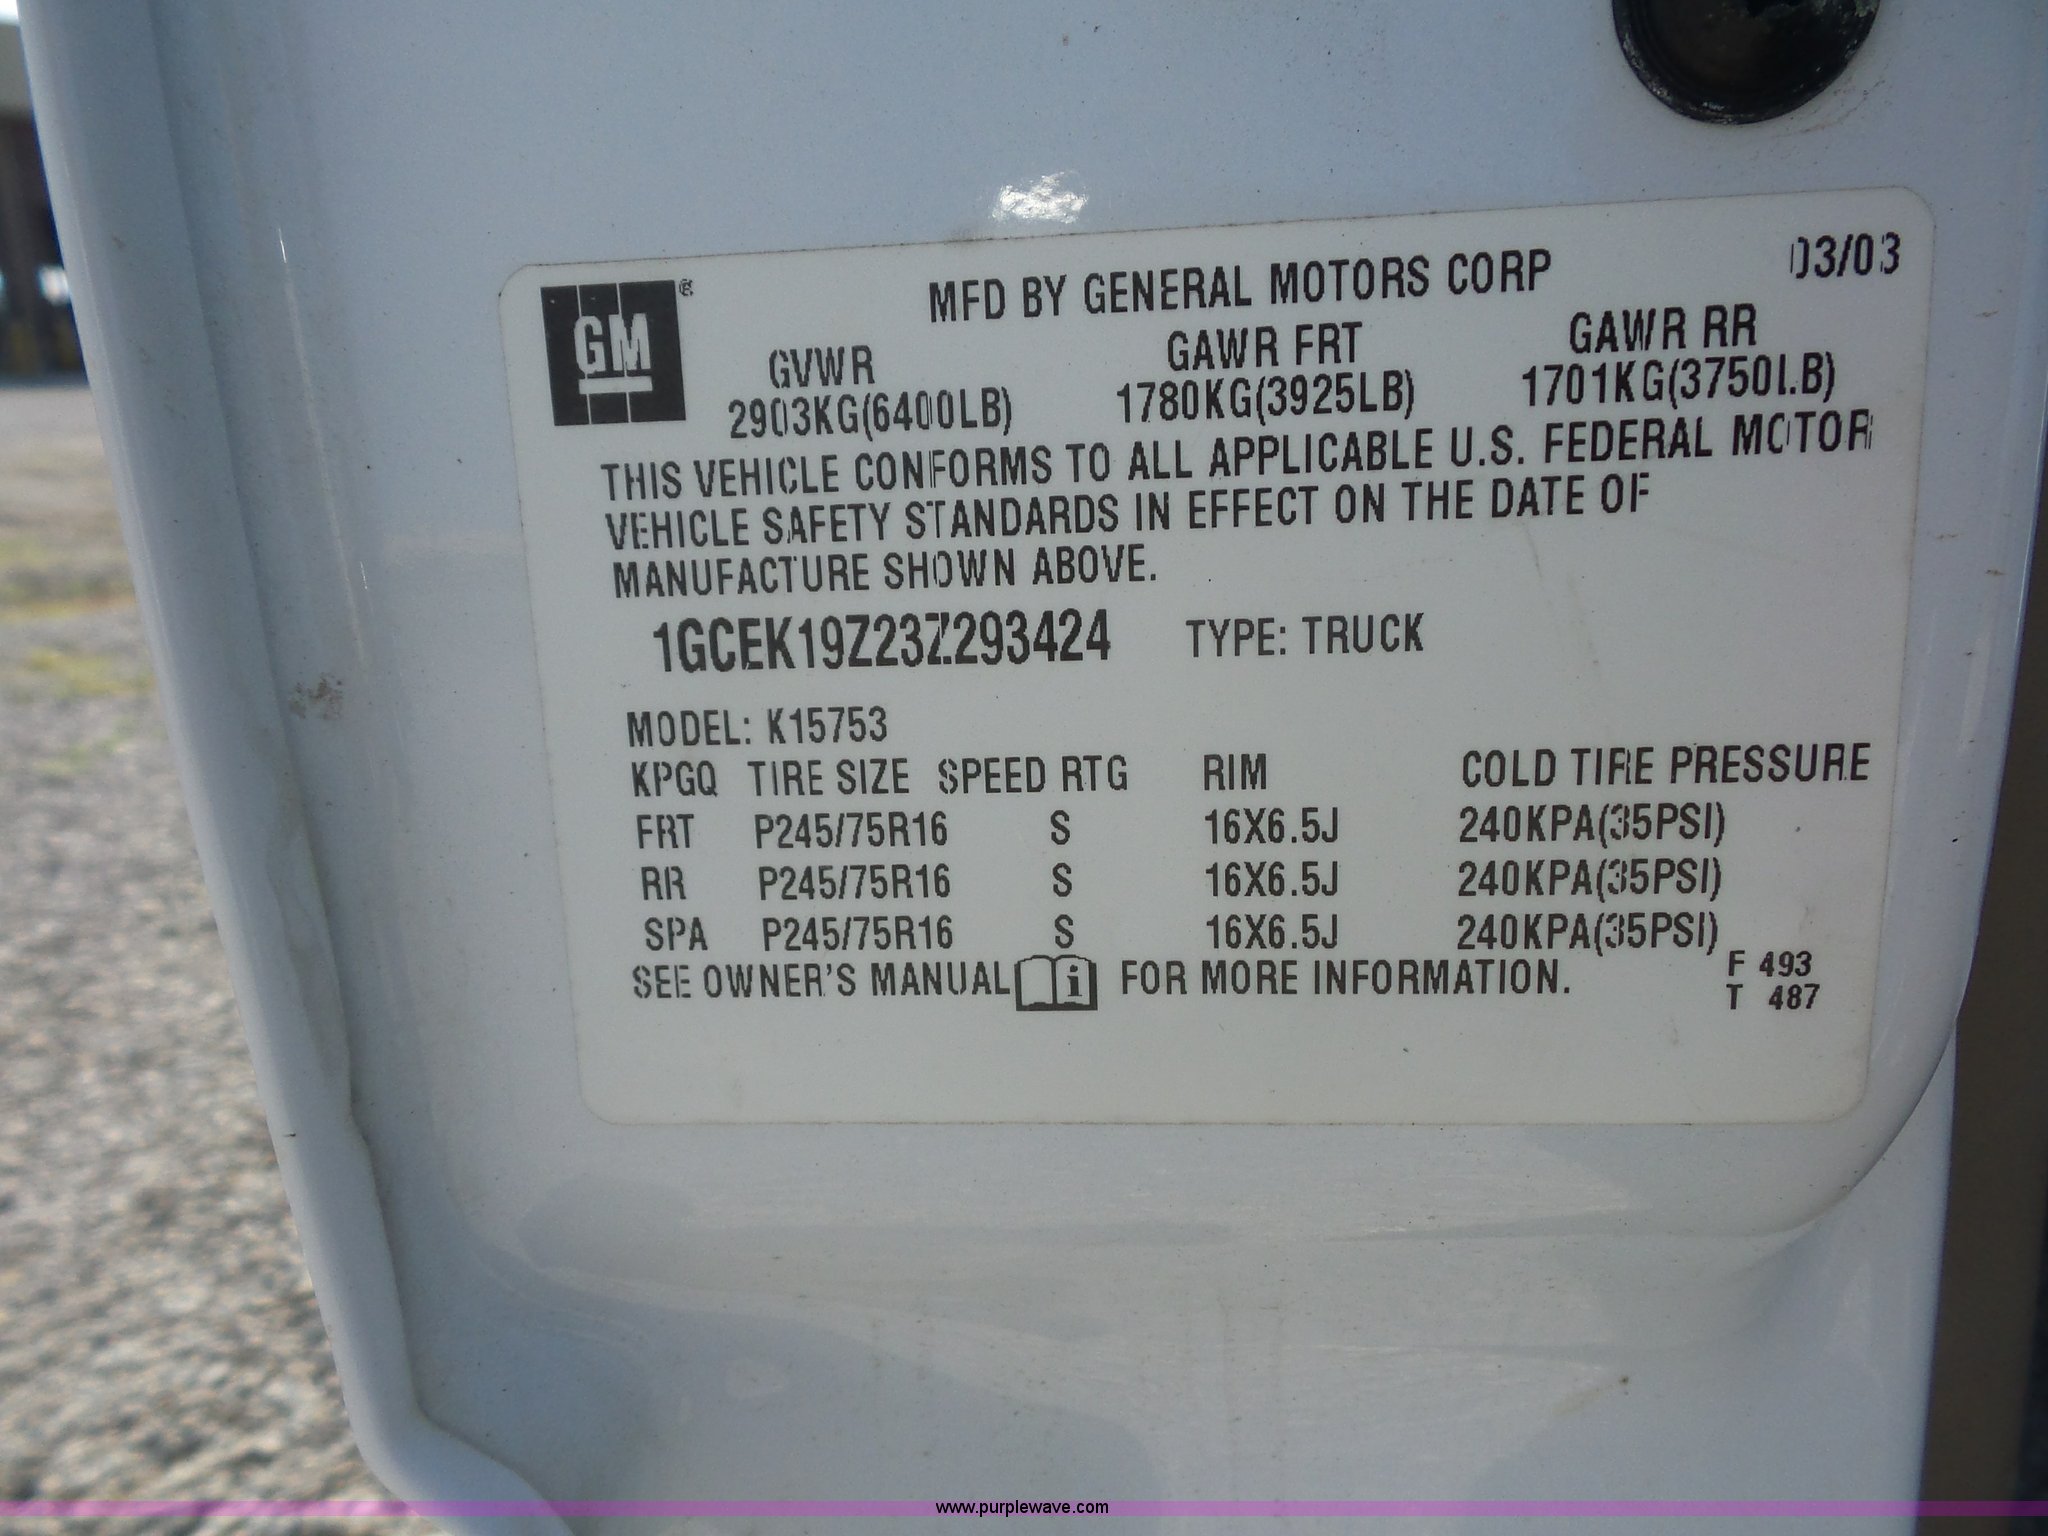 GM ®
MFD BY GENERAL MOTORS CORP 03/03
GVWR GAWR FRT GAWR RR
2903KG(6400LB) 1780KG(3925LB) 1701KG(3750LB)
THIS VEHICLE CONFORMS TO ALL APPLICABLE U.S. FEDERAL MOTOR
VEHICLE SAFETY STANDARDS IN EFFECT ON THE DATE OF
MANUFACTURE SHOWN ABOVE.
1GCEK19Z23Z293424 TYPE: TRUCK
MODEL: K15753
KPGQ TIRE SIZE SPEED RTG RIM COLD TIRE PRESSURE
FRT P245/75R16 S 16X6.5J 240KPA(35PSI)
RR P245/75R16 S 16X6.5J 240KPA(35PSI)
SPA P245/75R16 S 16X6.5J 240KPA(35PSI)
SEE OWNER'S MANUAL i FOR MORE INFORMATION.
F 493
T 487
www.purplewave.com